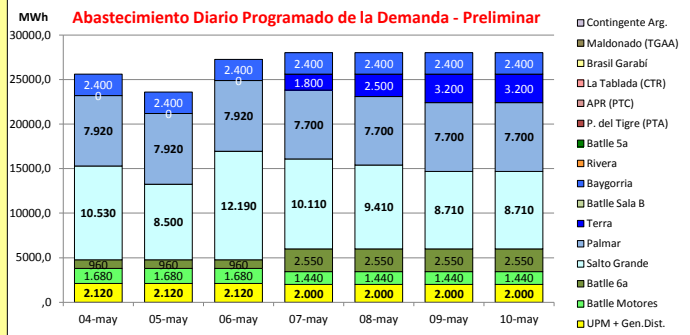 MWh
Abastecimiento Diario Programado de la Demanda - Preliminar
30000,0
25000,0
20000,0
15000,0
10000,0
5000,0
,0
2.400 2.400 2.400 2.400 2.400 2.400 2.400
0 0 0 1.800 2.500 3.200 3.200
7.920 7.920 7.920 7.700 7.700 7.700 7.700
10.530 8.500 12.190 10.110 9.410 8.710 8.710
960 960 960 2.550 2.550 2.550 2.550
1.680 1.680 1.680 1.440 1.440 1.440 1.440
2.120 2.120 2.120 2.000 2.000 2.000 2.000
04-may 05-may 06-may 07-may 08-may 09-may 10-may
Contingente Arg.
Maldonado (TGAA)
Brasil Garabí
La Tablada (CTR)
APR (PTC)
P. del Tigre (PTA)
Batlle 5a
Rivera
Baygorria
Batlle Sala B
Terra
Palmar
Salto Grande
Batlle 6a
Batlle Motores
UPM + Gen.Dist.